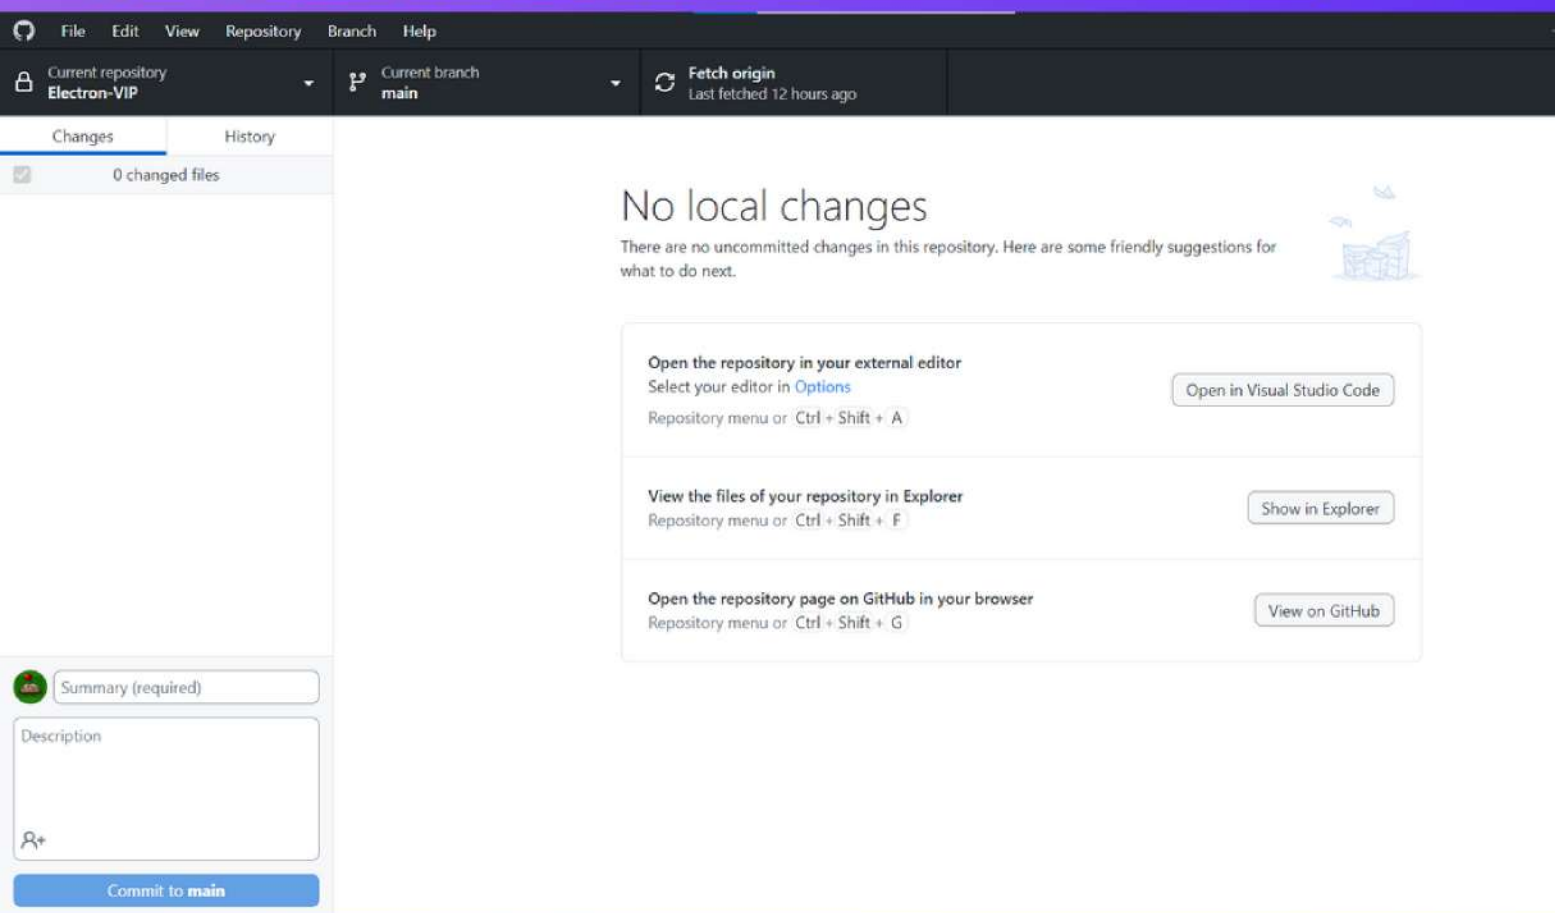 File Edit View Repository Branch Help
Current repository
Electron-VIP
Current branch
main
Fetch origin
Last fetched 12 hours ago
Changes
History
0 changed files
No local changes
There are no uncommitted changes in this repository. Here are some friendly suggestions for
what to do next.
Open the repository in your external editor
Select your editor in Options
Repository menu or Ctrl + Shift + A
Open in Visual Studio Code
View the files of your repository in Explorer
Repository menu or Ctrl + Shift + F
Show in Explorer
Open the repository page on GitHub in your browser
Repository menu or Ctrl + Shift + G
View on GitHub
Summary (required)
Description
Commit to main